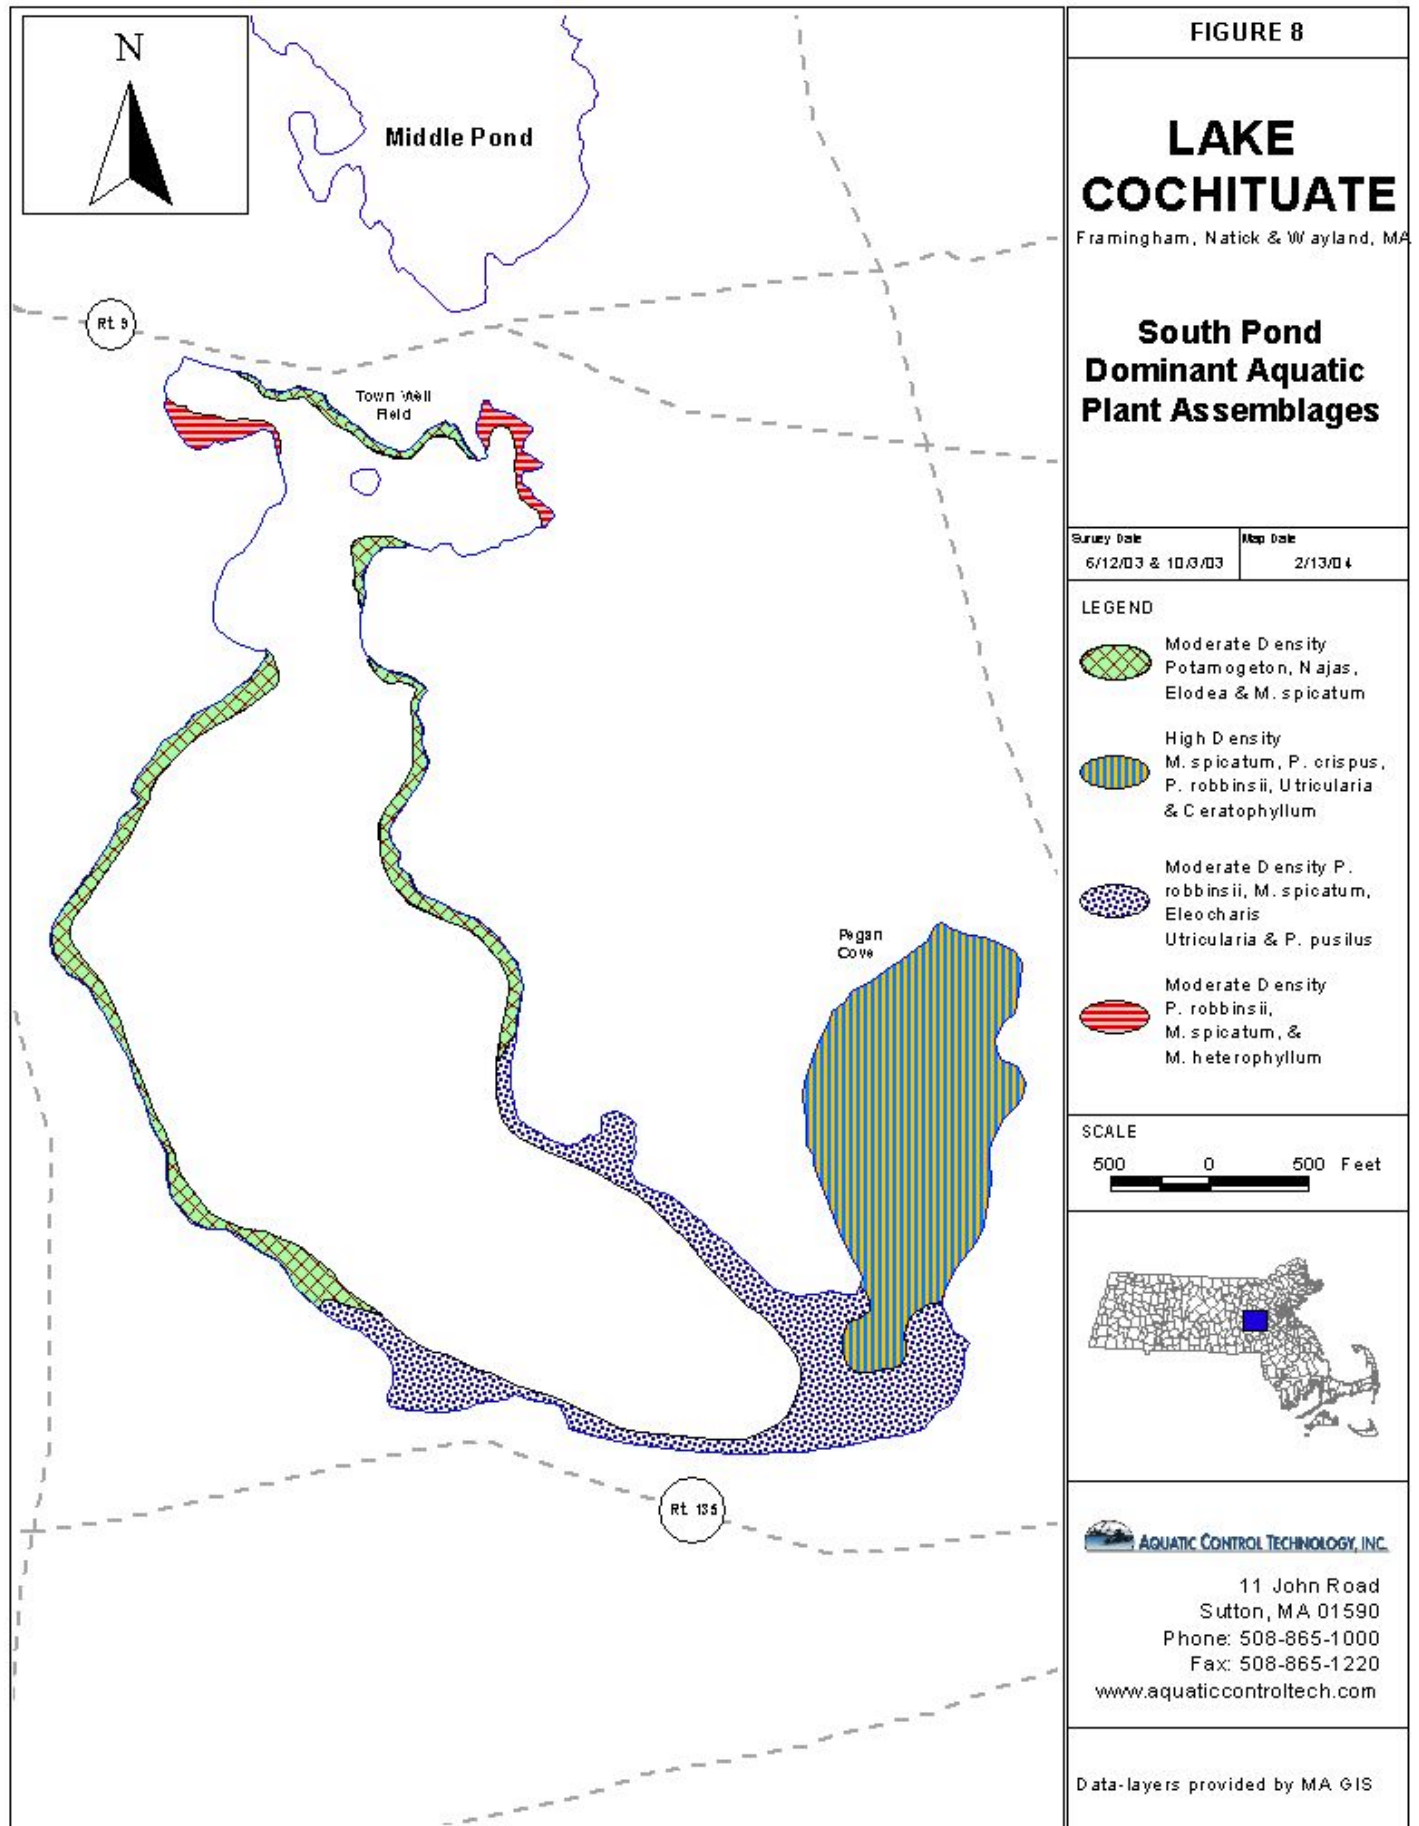 N
Middle Pond
Rt. 9
Town Well
Field
Pegan
Cove
Rt. 135
FIGURE 8
LAKE
COCHITUATE
Framingham, Natick & Wayland, MA
South Pond
Dominant Aquatic
Plant Assemblages
Survey Date
6/12/03 & 10/3/03
Map Date
2/13/04
LEGEND
Moderate Density
Potamogeton, Najas,
Elodea & M. spicatum
High Density
M. spicatum, P. crispus,
P. robbinsii, Utricularia
& Ceratophyllum
Moderate Density P.
robbinsii, M. spicatum,
Eleocharis
Utricularia & P. pusilus
Moderate Density
P. robbinsii,
M. spicatum, &
M. heterophyllum
SCALE
500 0 500 Feet
AQUATIC CONTROL TECHNOLOGY, INC.
11 John Road
Sutton, MA 01590
Phone: 508-865-1000
Fax: 508-865-1220
www.aquaticcontroltech.com
Data-layers provided by MA GIS